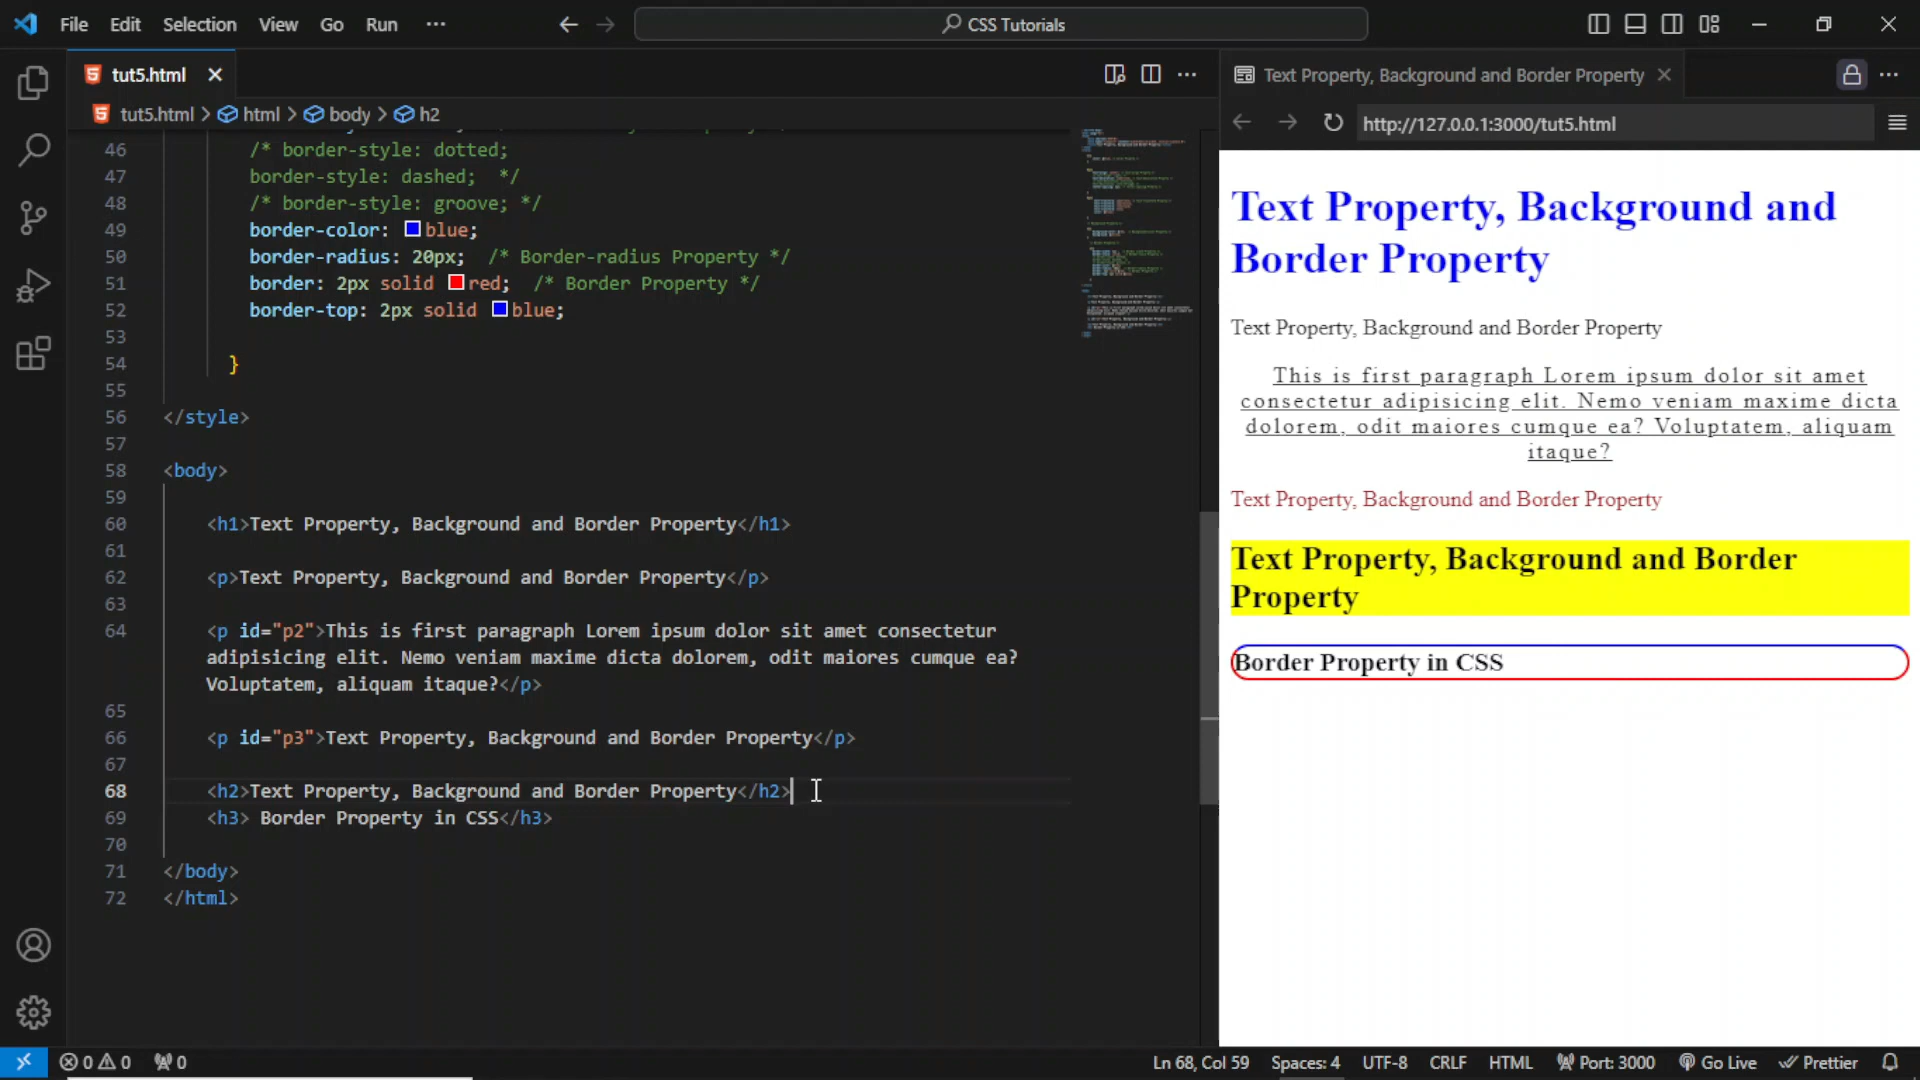 File Edit Selection View Go Run ··· CSS Tutorials
tut5.html
Text Property, Background and Border Property
tut5.html > html > body > h2
http://127.0.0.1:3000/tut5.html
46 /* border-style: dotted;
47 border-style: dashed;  */
48 /* border-style: groove; */
49 border-color: blue;
50 border-radius: 20px;  /* Border-radius Property */
51 border: 2px solid red;  /* Border Property */
52 border-top: 2px solid blue;
53
54 }
55
56 </style>
57
58 <body>
59
60 <h1>Text Property, Background and Border Property</h1>
61
62 <p>Text Property, Background and Border Property</p>
63
64 <p id="p2">This is first paragraph Lorem ipsum dolor sit amet consectetur
adipisicing elit. Nemo veniam maxime dicta dolorem, odit maiores cumque ea?
Voluptatem, aliquam itaque?</p>
65
66 <p id="p3">Text Property, Background and Border Property</p>
67
68 <h2>Text Property, Background and Border Property</h2>
69 <h3> Border Property in CSS</h3>
70
71 </body>
72 </html>
Text Property, Background and
Border Property
Text Property, Background and Border Property
This is first paragraph Lorem ipsum dolor sit amet
consectetur adipisicing elit. Nemo veniam maxime dicta
dolorem, odit maiores cumque ea? Voluptatem, aliquam
itaque?
Text Property, Background and Border Property
Text Property, Background and Border
Property
Border Property in CSS
0 0 0 Ln 68, Col 59 Spaces: 4 UTF-8 CRLF HTML Port: 3000 Go Live Prettier